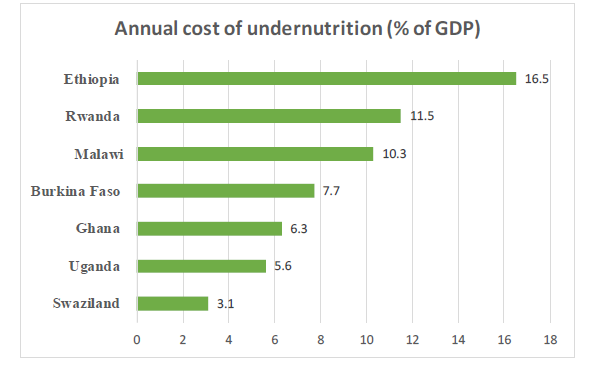 Annual cost of undernutrition (% of GDP)
Ethiopia 16.5
Rwanda 11.5
Malawi 10.3
Burkina Faso 7.7
Ghana 6.3
Uganda 5.6
Swaziland 3.1
0 2 4 6 8 10 12 14 16 18